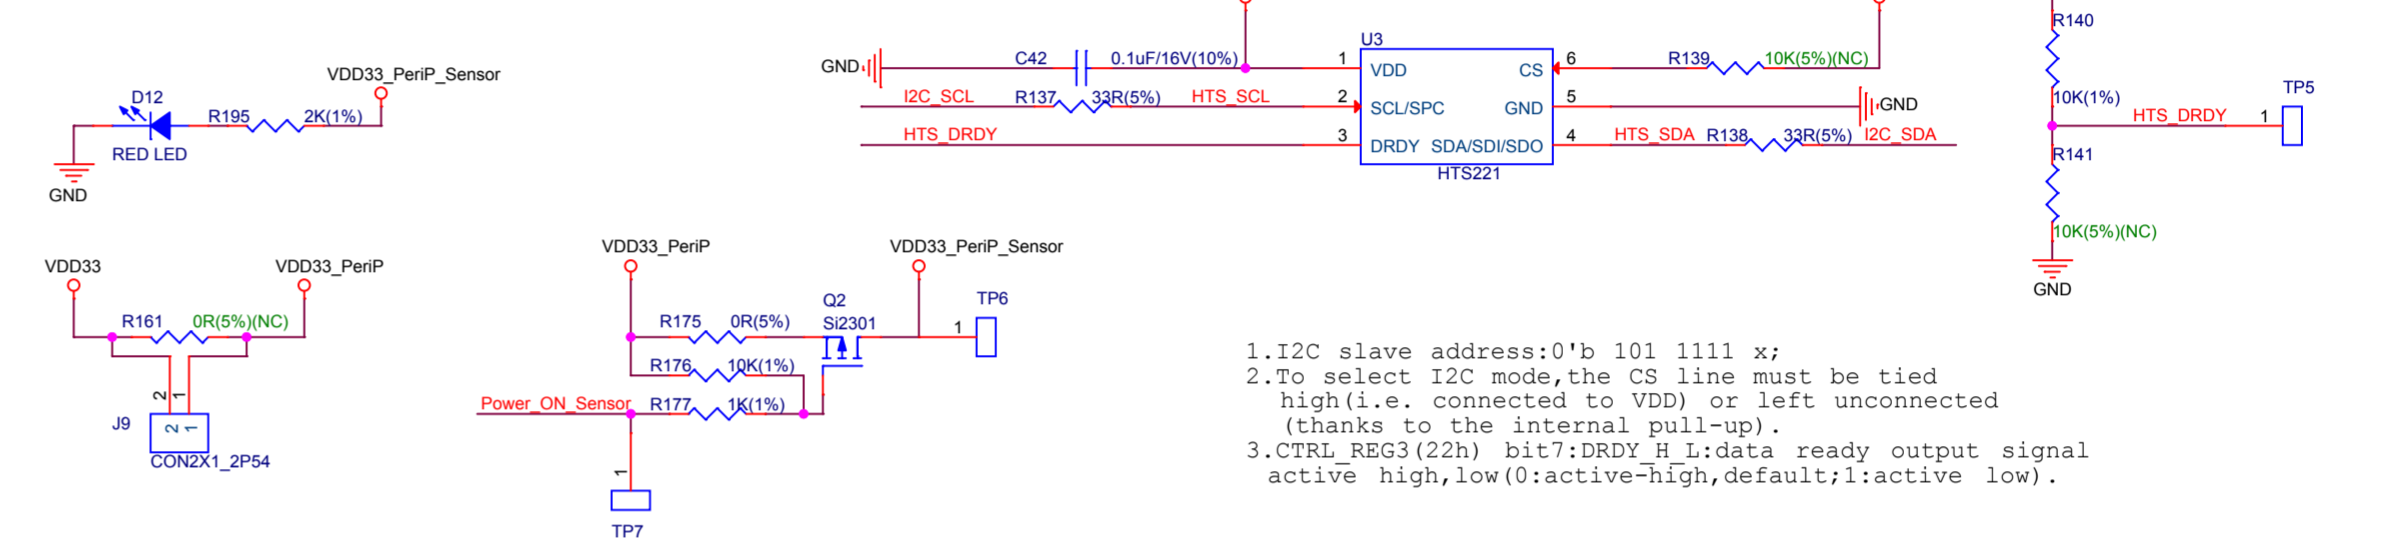 VDD33_PeriP_Sensor
D12
R195 2K(1%)
RED LED
GND
GND
C42 0.1uF/16V(10%)
I2C_SCL R137 33R(5%) HTS_SCL
HTS_DRDY
U3
1 VDD CS 6
2 SCL/SPC GND 5
3 DRDY SDA/SDI/SDO 4
HTS221
R139 10K(5%)(NC)
GND
HTS_SDA R138 33R(5%) I2C_SDA
R140
10K(1%)
HTS_DRDY 1
TP5
R141
10K(5%)(NC)
GND
VDD33 VDD33_PeriP
R161 0R(5%)(NC)
2 1
J9
2 1
CON2X1_2P54
VDD33_PeriP VDD33_PeriP_Sensor
Q2
Si2301
TP6
1
R175 0R(5%)
R176 10K(1%)
Power_ON_Sensor R177 1K(1%)
1
TP7
1.I2C slave address:0'b 101 1111 x;
2.To select I2C mode,the CS line must be tied
high(i.e. connected to VDD) or left unconnected
(thanks to the internal pull-up).
3.CTRL_REG3(22h) bit7:DRDY_H_L:data ready output signal
active high,low(0:active-high,default;1:active low).